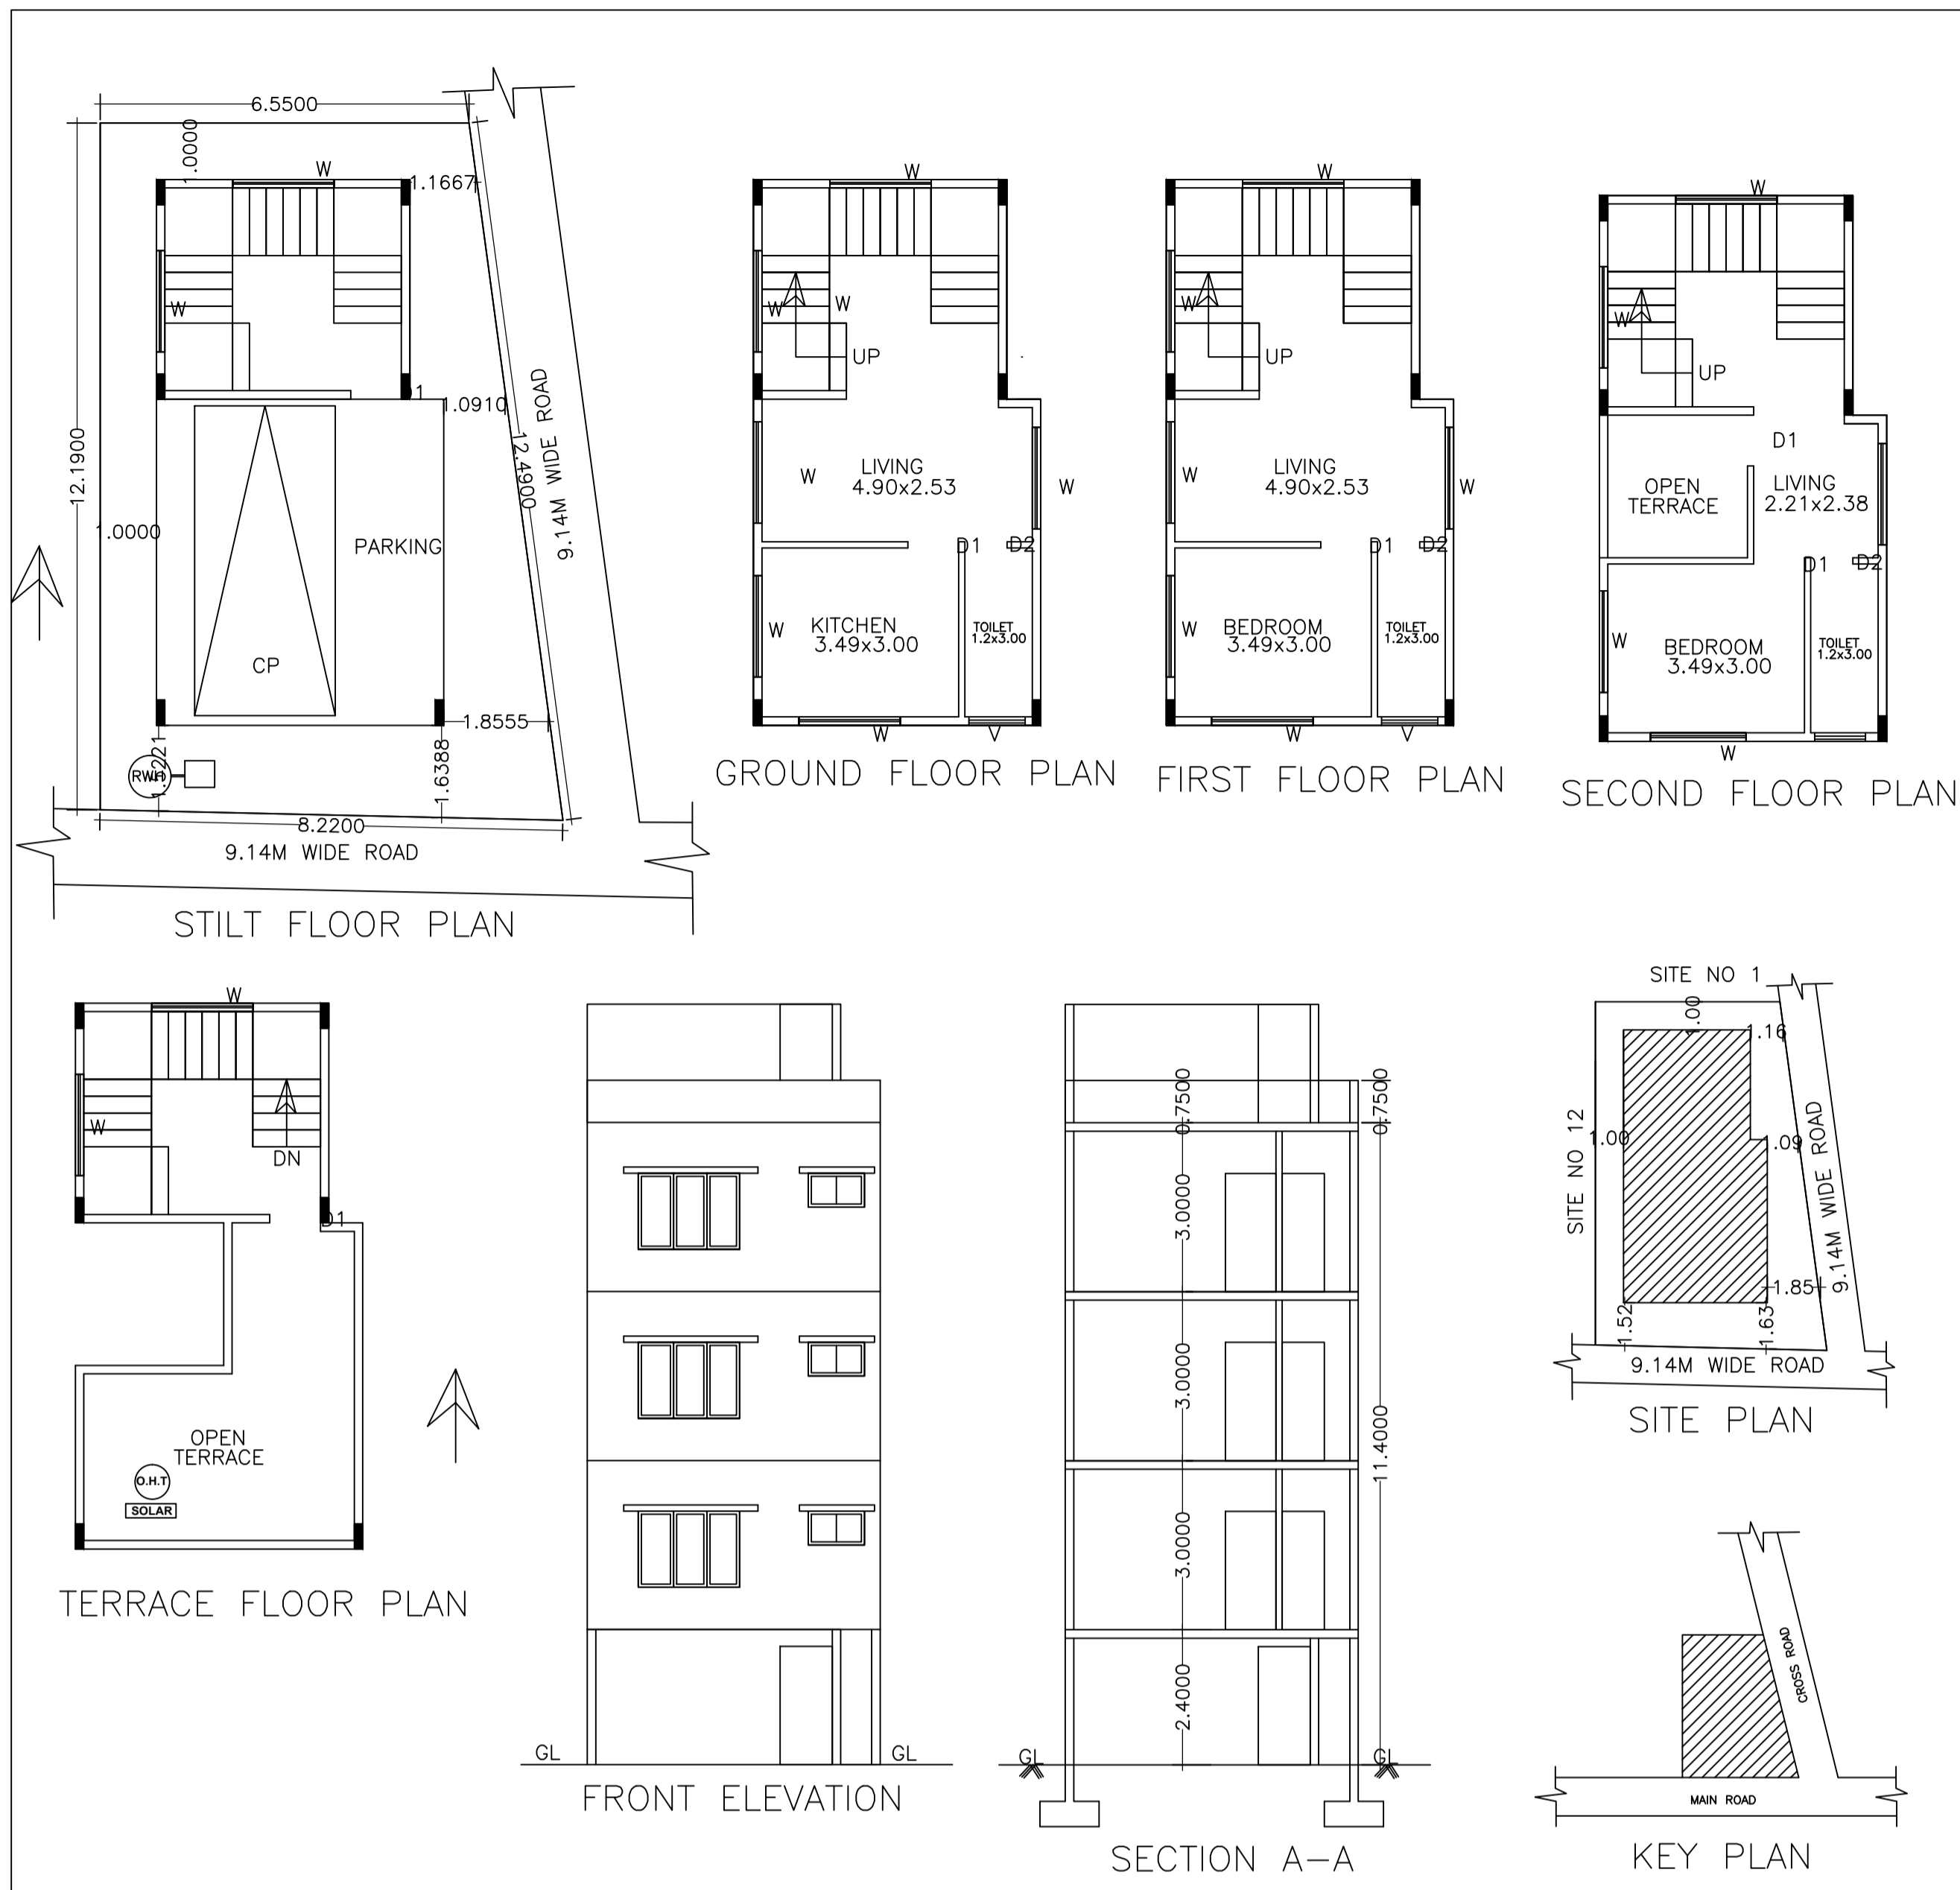 6.5500
1.0000
W
1.1667
W
D1
1.0910
12.1900
12.4900
9.14M WIDE ROAD
1.0000
PARKING
CP
1.8555
1.5221
1.6388
RWH
8.2200
9.14M WIDE ROAD
STILT FLOOR PLAN
W
W
W
UP
LIVING
4.90x2.53
W
W
D1
D2
KITCHEN
3.49x3.00
W
TOILET
1.2x3.00
W
V
GROUND FLOOR PLAN
W
W
UP
LIVING
4.90x2.53
W
W
D1
D2
BEDROOM
3.49x3.00
W
TOILET
1.2x3.00
W
V
FIRST FLOOR PLAN
W
W
UP
D1
OPEN
TERRACE
LIVING
2.21x2.38
D1
D2
BEDROOM
3.49x3.00
W
TOILET
1.2x3.00
W
SECOND FLOOR PLAN
W
W
DN
D1
OPEN
TERRACE
O.H.T
SOLAR
TERRACE FLOOR PLAN
GL
GL
FRONT ELEVATION
0.7500
0.7500
3.0000
3.0000
11.4000
3.0000
2.4000
GL
GL
SECTION A-A
SITE NO 1
1.00
1.16
SITE NO 12
1.00
1.09
9.14M WIDE ROAD
1.85
1.52
1.63
9.14M WIDE ROAD
SITE PLAN
CROSS ROAD
MAIN ROAD
KEY PLAN